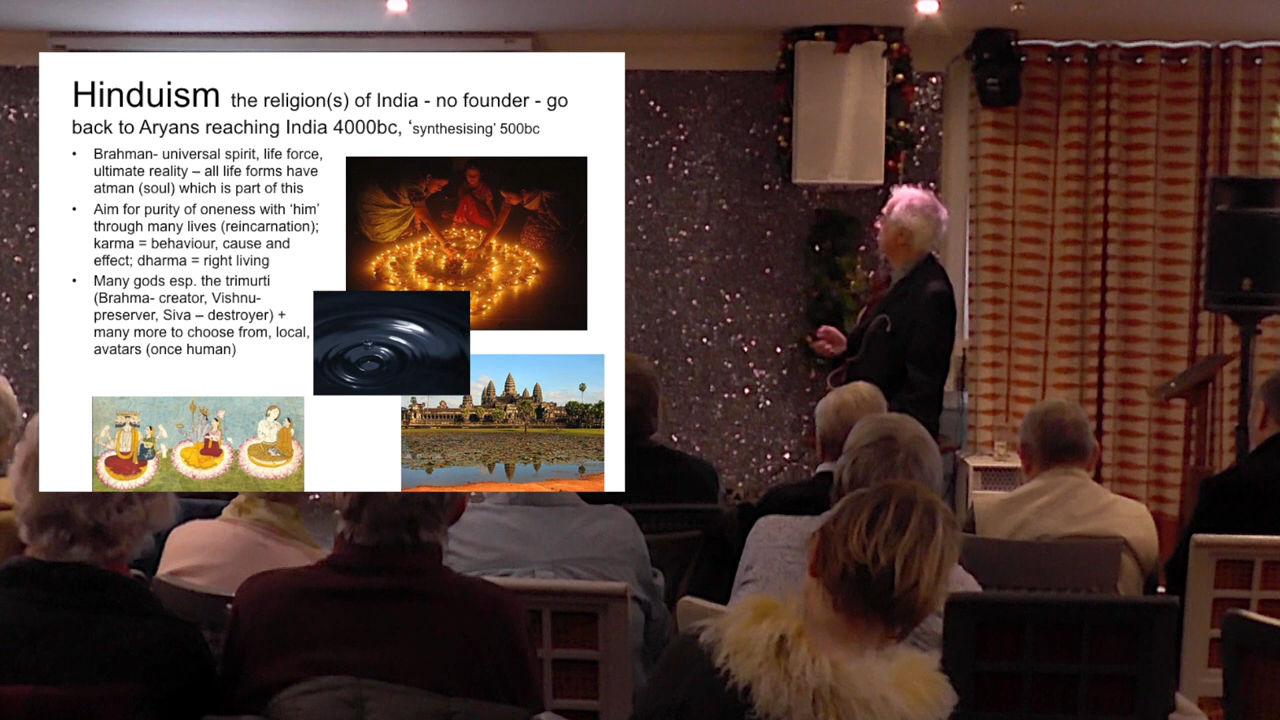 Hinduism the religion(s) of India - no founder - go
back to Aryans reaching India 4000bc, ‘synthesising’ 500bc
• Brahman- universal spirit, life force,
ultimate reality – all life forms have
atman (soul) which is part of this
• Aim for purity of oneness with ‘him’
through many lives (reincarnation);
karma = behaviour, cause and
effect; dharma = right living
• Many gods esp. the trimurti
(Brahma- creator, Vishnu-
preserver, Siva – destroyer) +
many more to choose from, local,
avatars (once human)